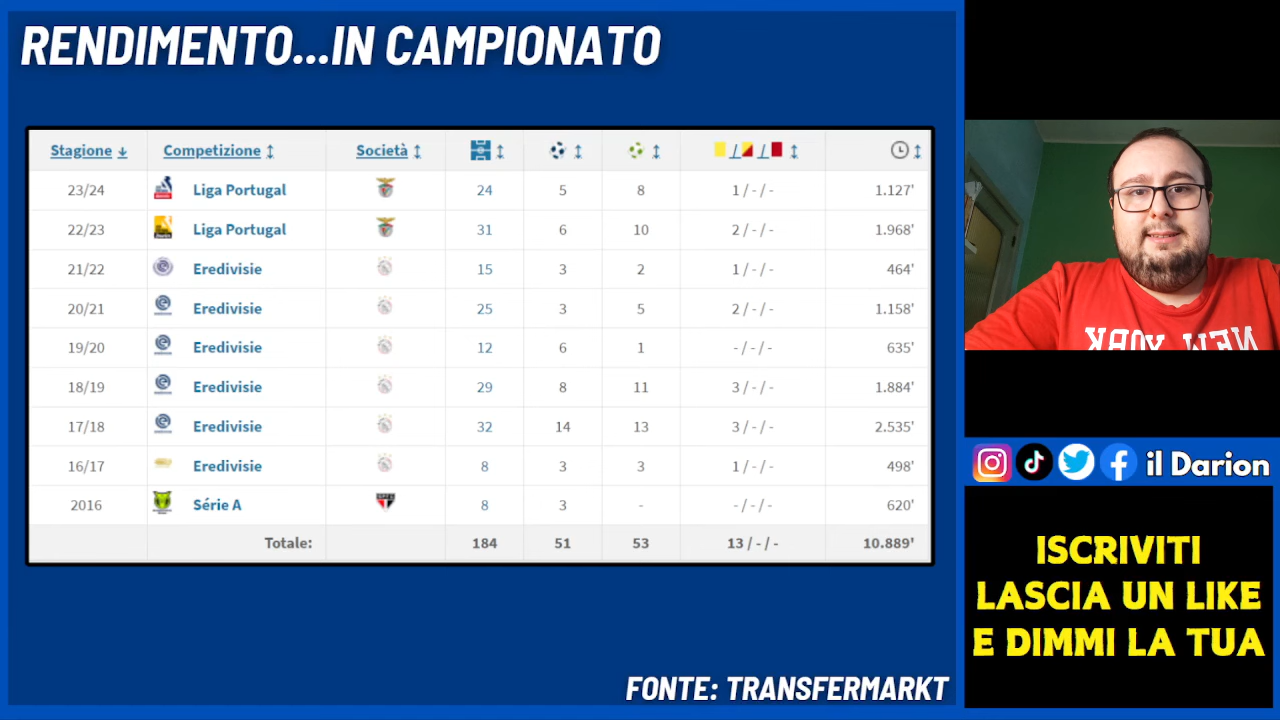 RENDIMENTO...IN CAMPIONATO
Stagione Competizione Società
23/24 Liga Portugal 24 5 8 1 / - / - 1.127'
22/23 Liga Portugal 31 6 10 2 / - / - 1.968'
21/22 Eredivisie 15 3 2 1 / - / - 464'
20/21 Eredivisie 25 3 5 2 / - / - 1.158'
19/20 Eredivisie 12 6 1 - / - / - 635'
18/19 Eredivisie 29 8 11 3 / - / - 1.884'
17/18 Eredivisie 32 14 13 3 / - / - 2.535'
16/17 Eredivisie 8 3 3 1 / - / - 498'
2016 Série A 8 3 - - / - / - 620'
Totale: 184 51 53 13 / - / - 10.889'
FONTE: TRANSFERMARKT
NEW YORK
il Darion
ISCRIVITI
LASCIA UN LIKE
E DIMMI LA TUA